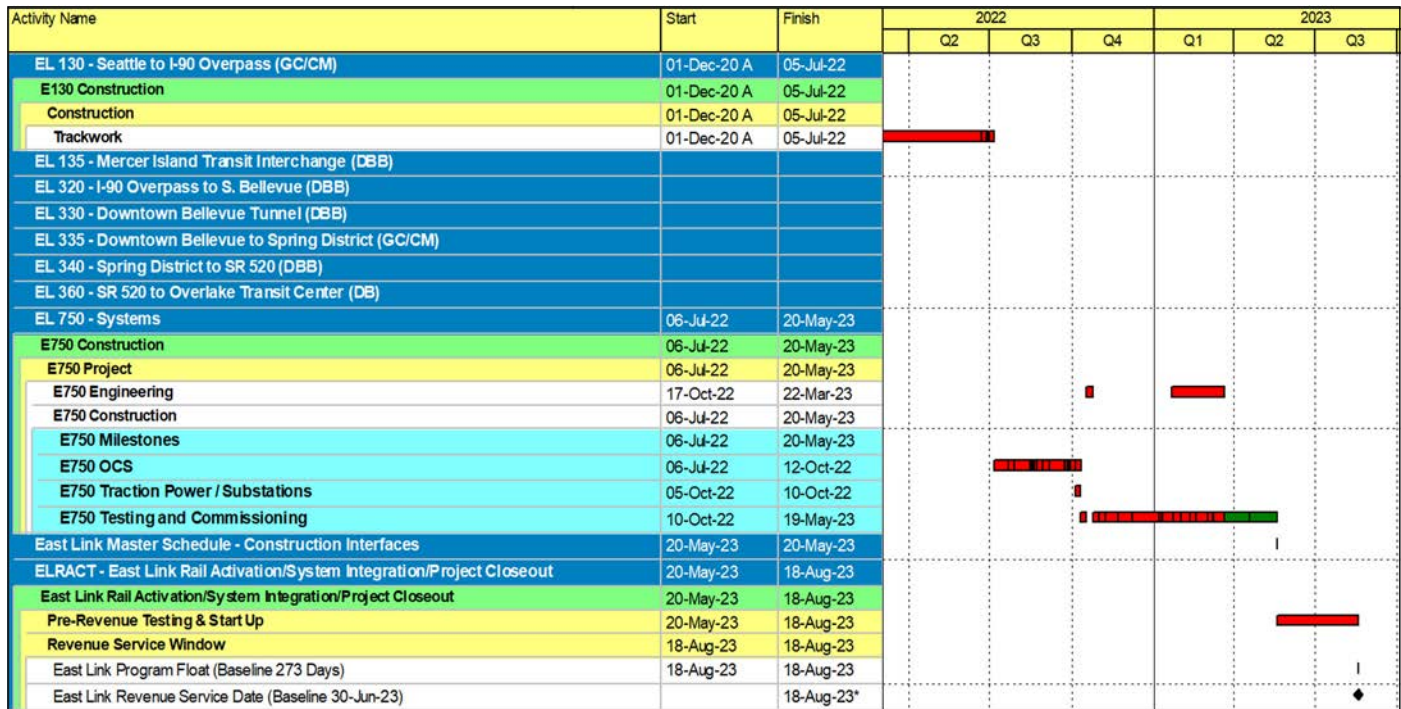 Activity Name Start Finish 2022 2023
Q2 Q3 Q4 Q1 Q2 Q3
EL 130 - Seattle to I-90 Overpass (GC/CM) 01-Dec-20 A 05-Jul-22
E130 Construction 01-Dec-20 A 05-Jul-22
Construction 01-Dec-20 A 05-Jul-22
Trackwork 01-Dec-20 A 05-Jul-22
EL 135 - Mercer Island Transit Interchange (DBB)
EL 320 - I-90 Overpass to S. Bellevue (DBB)
EL 330 - Downtown Bellevue Tunnel (DBB)
EL 335 - Downtown Bellevue to Spring District (GC/CM)
EL 340 - Spring District to SR 520 (DBB)
EL 360 - SR 520 to Overlake Transit Center (DB)
EL 750 - Systems 06-Jul-22 20-May-23
E750 Construction 06-Jul-22 20-May-23
E750 Project 06-Jul-22 20-May-23
E750 Engineering 17-Oct-22 22-Mar-23
E750 Construction 06-Jul-22 20-May-23
E750 Milestones 06-Jul-22 20-May-23
E750 OCS 06-Jul-22 12-Oct-22
E750 Traction Power / Substations 05-Oct-22 10-Oct-22
E750 Testing and Commissioning 10-Oct-22 19-May-23
East Link Master Schedule - Construction Interfaces 20-May-23 20-May-23
ELRACT - East Link Rail Activation/System Integration/Project Closeout 20-May-23 18-Aug-23
East Link Rail Activation/System Integration/Project Closeout 20-May-23 18-Aug-23
Pre-Revenue Testing & Start Up 20-May-23 18-Aug-23
Revenue Service Window 18-Aug-23 18-Aug-23
East Link Program Float (Baseline 273 Days) 18-Aug-23 18-Aug-23
East Link Revenue Service Date (Baseline 30-Jun-23) 18-Aug-23*